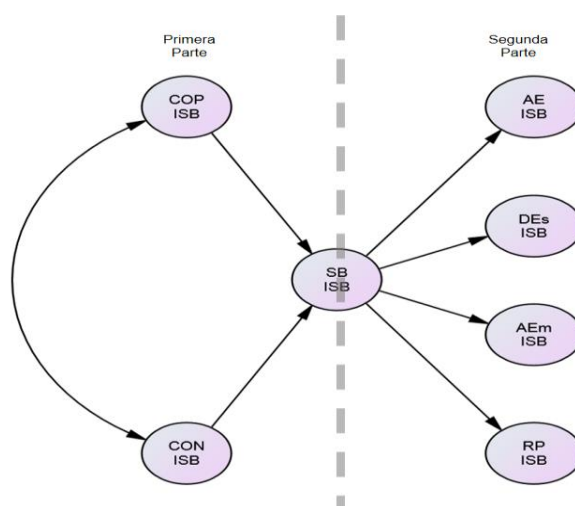 Primera
Parte
Segunda
Parte
COP
ISB
AE
ISB
DEs
ISB
SB
ISB
AEm
ISB
CON
ISB
RP
ISB